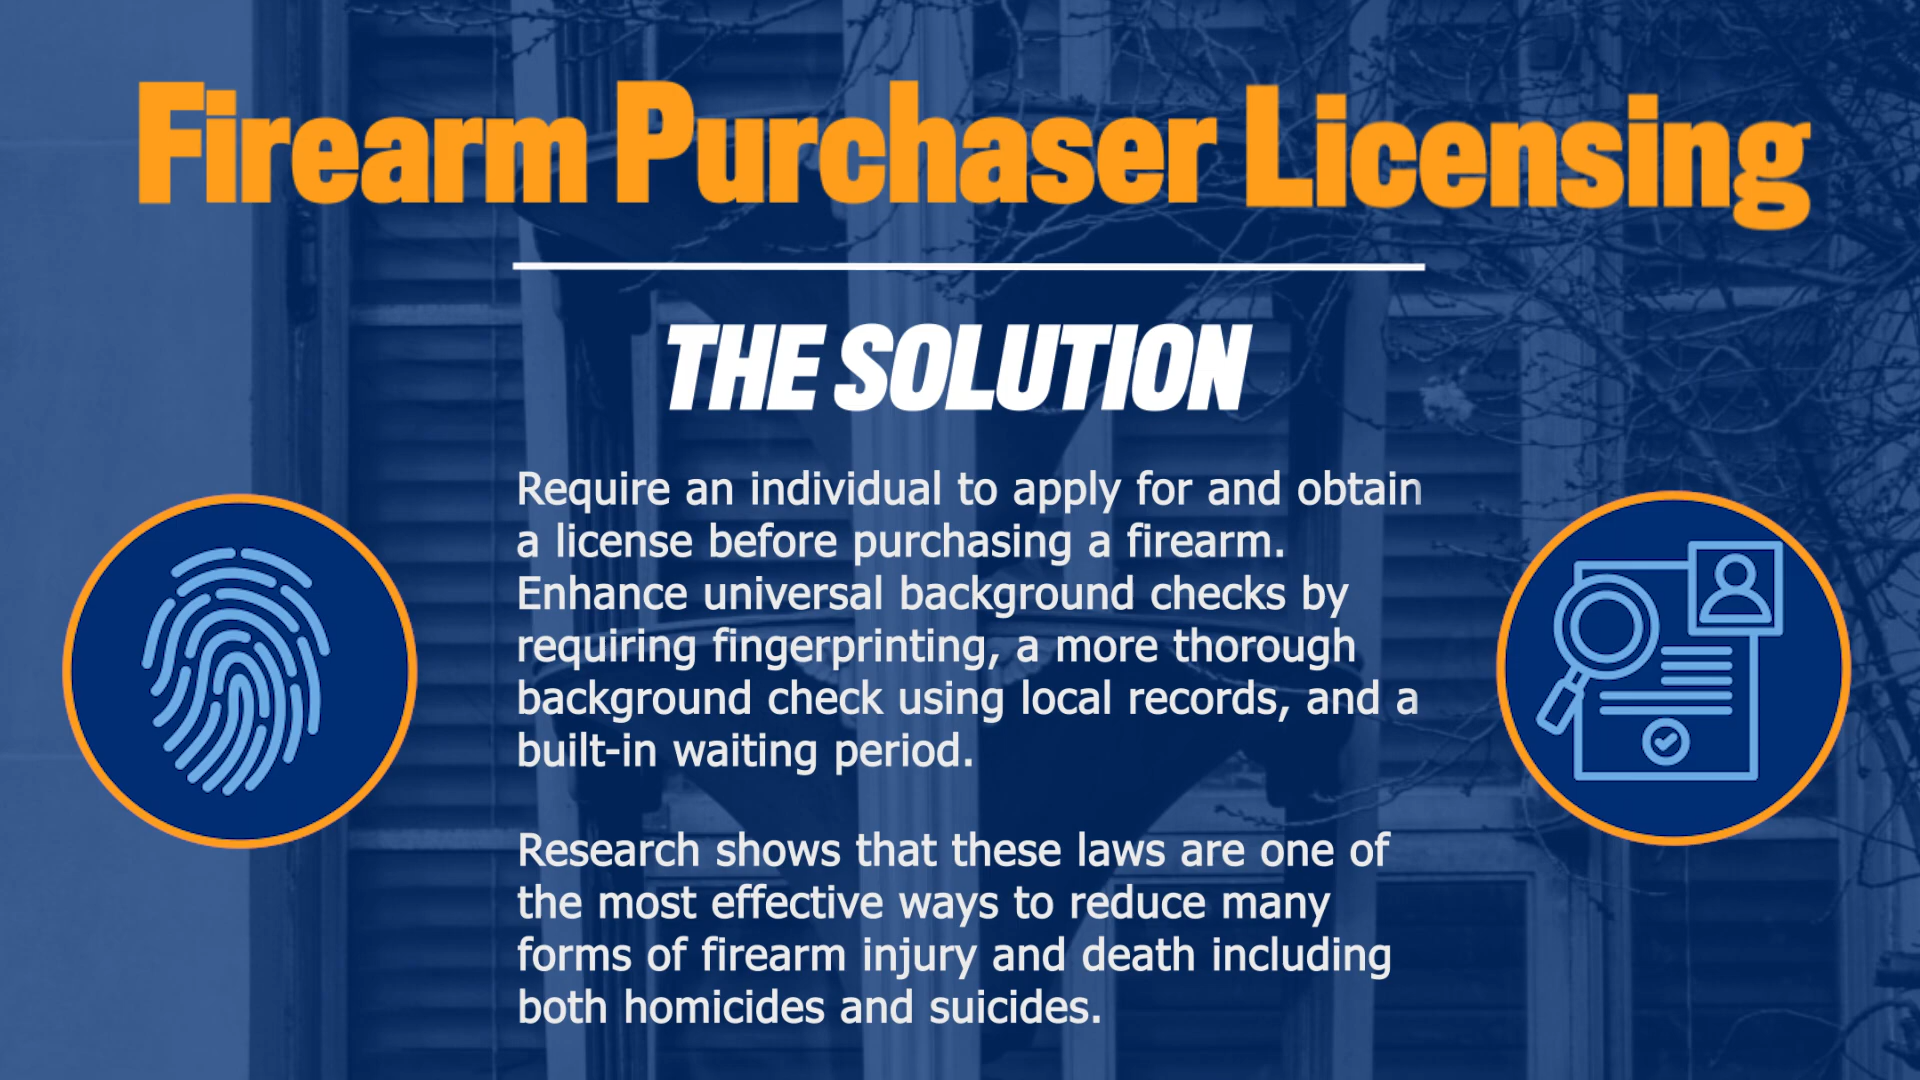 Firearm Purchaser Licensing
THE SOLUTION
Require an individual to apply for and obtain
a license before purchasing a firearm.
Enhance universal background checks by
requiring fingerprinting, a more thorough
background check using local records, and a
built-in waiting period.
Research shows that these laws are one of
the most effective ways to reduce many
forms of firearm injury and death including
both homicides and suicides.